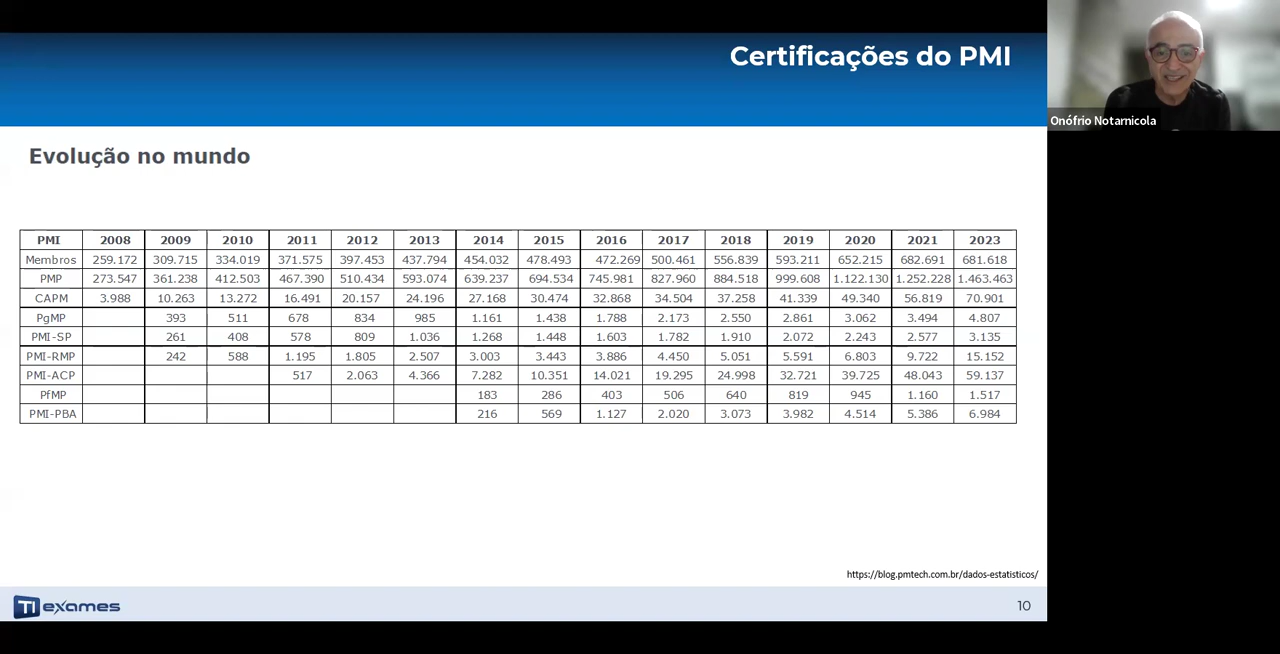 Certificações do PMI
Onófrio Notarnicola
Evolução no mundo
PMI 2008 2009 2010 2011 2012 2013 2014 2015 2016 2017 2018 2019 2020 2021 2023
Membros 259.172 309.715 334.019 371.575 397.453 437.794 454.032 478.493 472.269 500.461 556.839 593.211 652.215 682.691 681.618
PMP 273.547 361.238 412.503 467.390 510.434 593.074 639.237 694.534 745.981 827.960 884.518 999.608 1.122.130 1.252.228 1.463.463
CAPM 3.988 10.263 13.272 16.491 20.157 24.196 27.168 30.474 32.868 34.504 37.258 41.339 49.340 56.819 70.901
PgMP 393 511 678 834 985 1.161 1.438 1.788 2.173 2.550 2.861 3.062 3.494 4.807
PMI-SP 261 408 578 809 1.036 1.268 1.448 1.603 1.782 1.910 2.072 2.243 2.577 3.135
PMI-RMP 242 588 1.195 1.805 2.507 3.003 3.443 3.886 4.450 5.051 5.591 6.803 9.722 15.152
PMI-ACP 517 2.063 4.366 7.282 10.351 14.021 19.295 24.998 32.721 39.725 48.043 59.137
PfMP 183 286 403 506 640 819 945 1.160 1.517
PMI-PBA 216 569 1.127 2.020 3.073 3.982 4.514 5.386 6.984
https://blog.pmtech.com.br/dados-estatisticos/
TI exames
10